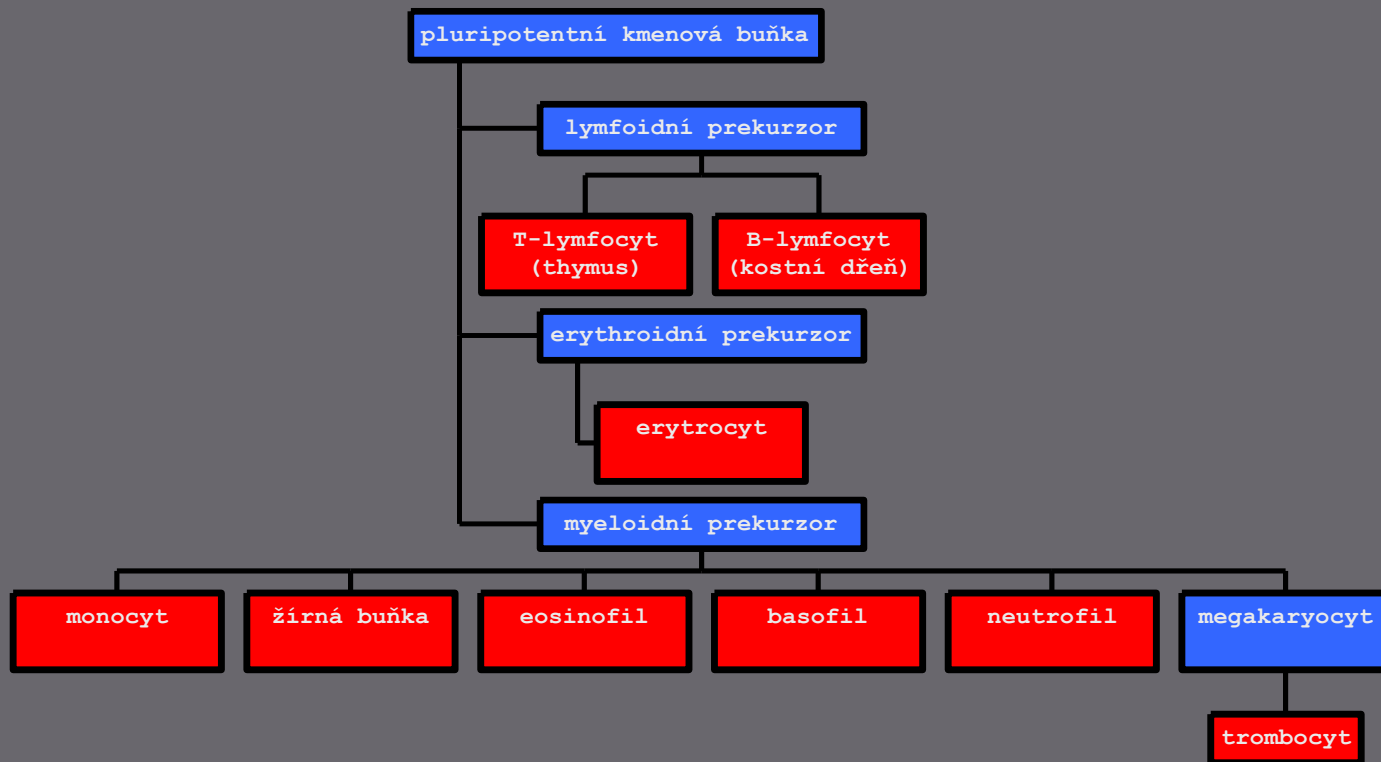 pluripotentní kmenová buňka
lymfoidní prekurzor
T-lymfocyt
(thymus)
B-lymfocyt
(kostní dřeň)
erythroidní prekurzor
erytrocyt
myeloidní prekurzor
monocyt
žírná buňka
eosinofil
basofil
neutrofil
megakaryocyt
trombocyt